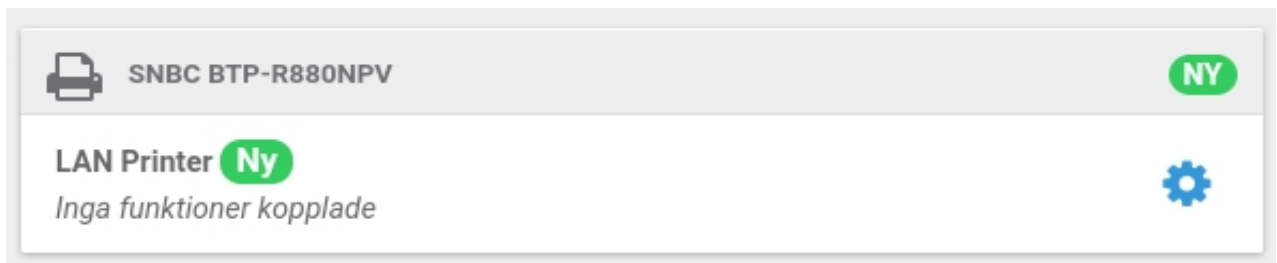 SNBC BTP-R880NPV NY
LAN Printer Ny
Inga funktioner kopplade